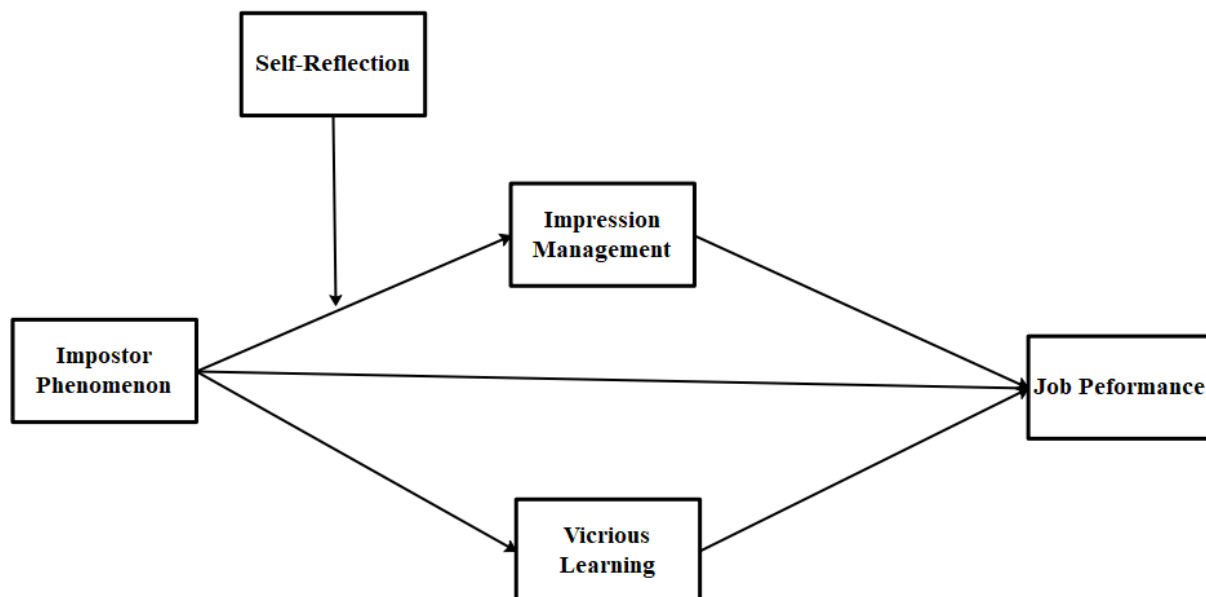 Self-Reflection
Impression
Management
Impostor
Phenomenon
Job Peformance
Vicrious
Learning